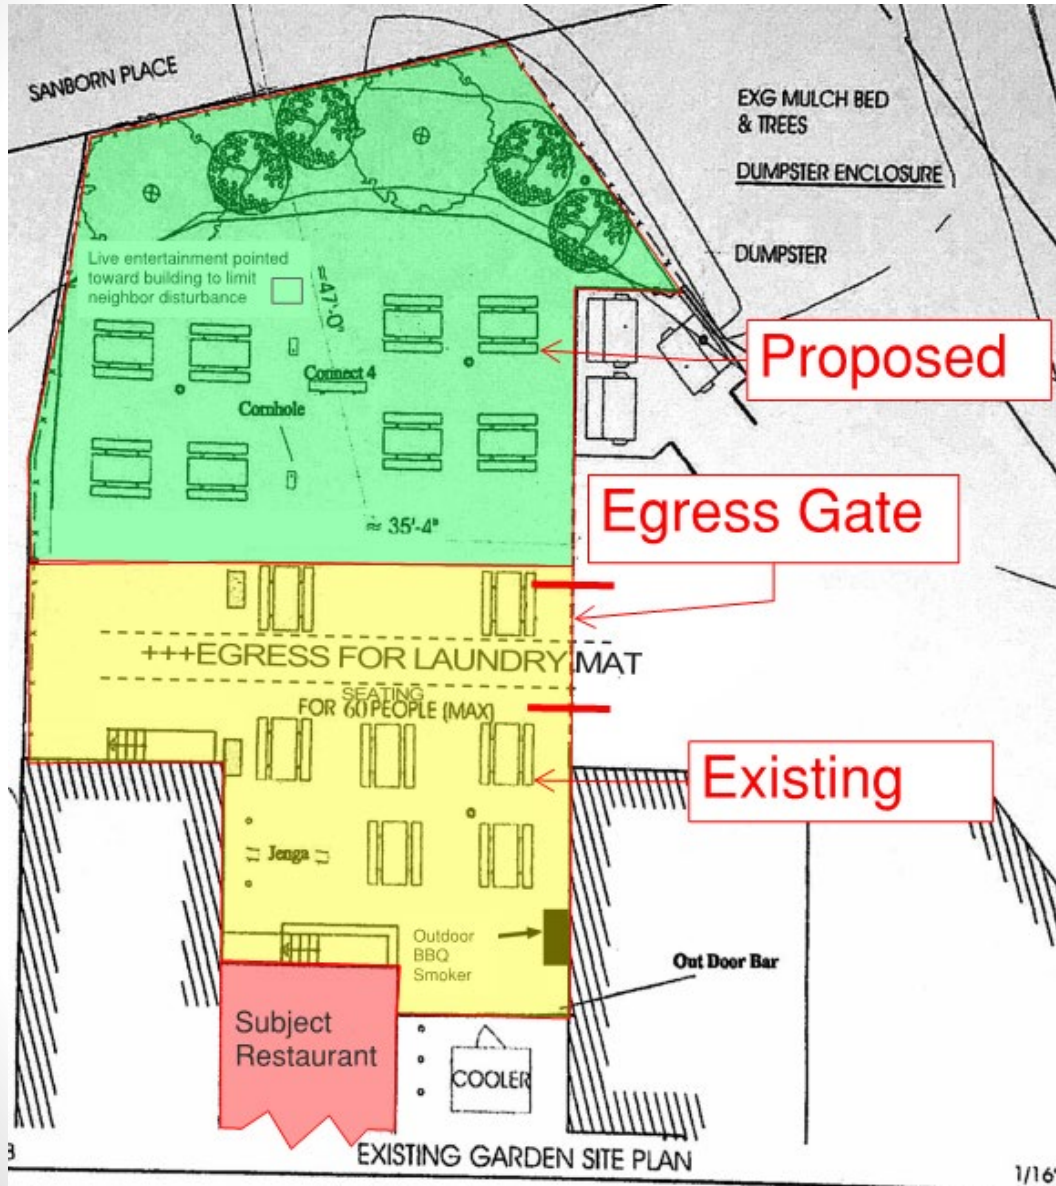 SANBORN PLACE
EXG MULCH BED
& TREES
DUMPSTER ENCLOSURE
DUMPSTER
Live entertainment pointed
toward building to limit
neighbor disturbance
≈47'-0"
Proposed
Connect 4
Cornhole
Egress Gate
≈ 35'-4"
+++EGRESS FOR LAUNDRY MAT
SEATING
FOR 60 PEOPLE (MAX)
Existing
Jenga
Outdoor
BBQ
Smoker
Out Door Bar
Subject
Restaurant
COOLER
EXISTING GARDEN SITE PLAN
1/16"